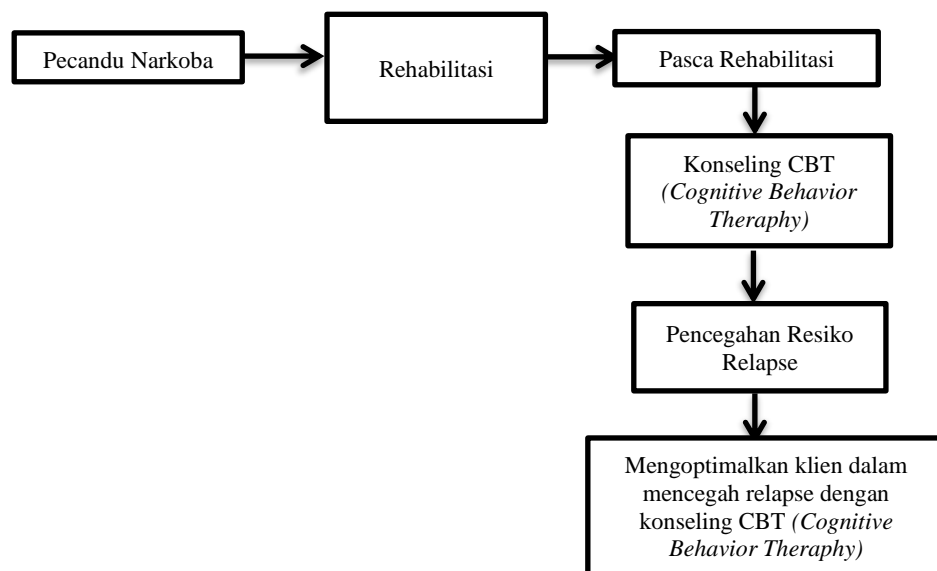 Pecandu Narkoba
Rehabilitasi
Pasca Rehabilitasi
Konseling CBT
(Cognitive Behavior
Theraphy)
Pencegahan Resiko
Relapse
Mengoptimalkan klien dalam
mencegah relapse dengan
konseling CBT (Cognitive
Behavior Theraphy)